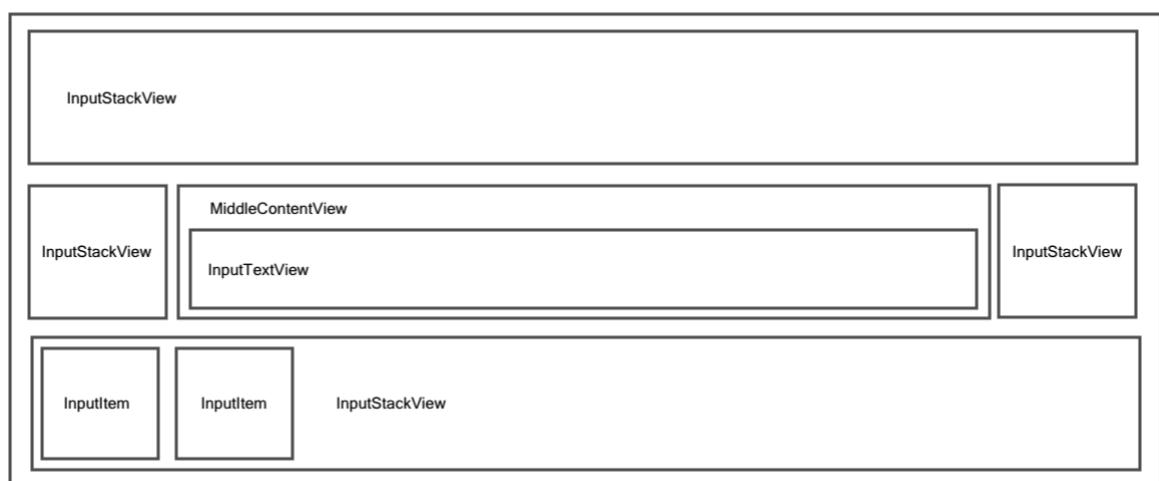 InputStackView
InputStackView
MiddleContentView
InputTextView
InputStackView
InputItem
InputItem
InputStackView